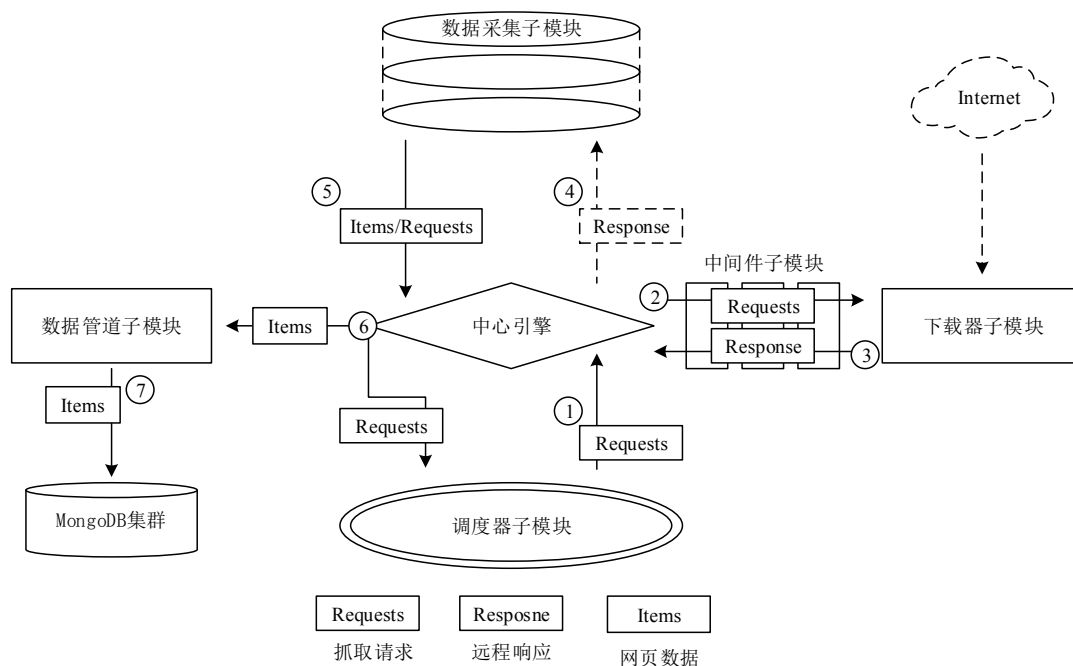 数据采集子模块
Internet
⑤
④
Items/Requests
Response
中间件子模块
②
Requests
数据管道子模块
Items
⑥
中心引擎
下载器子模块
Response
③
⑦
Items
①
Requests
Requests
MongoDB集群
调度器子模块
Requests
Resposne
Items
抓取请求
远程响应
网页数据